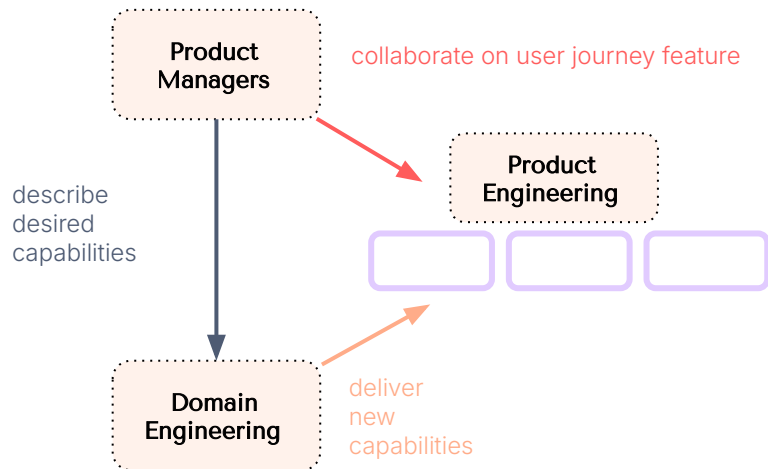 Product
Managers
collaborate on user journey feature
Product
Engineering
describe
desired
capabilities
Domain
Engineering
deliver
new
capabilities